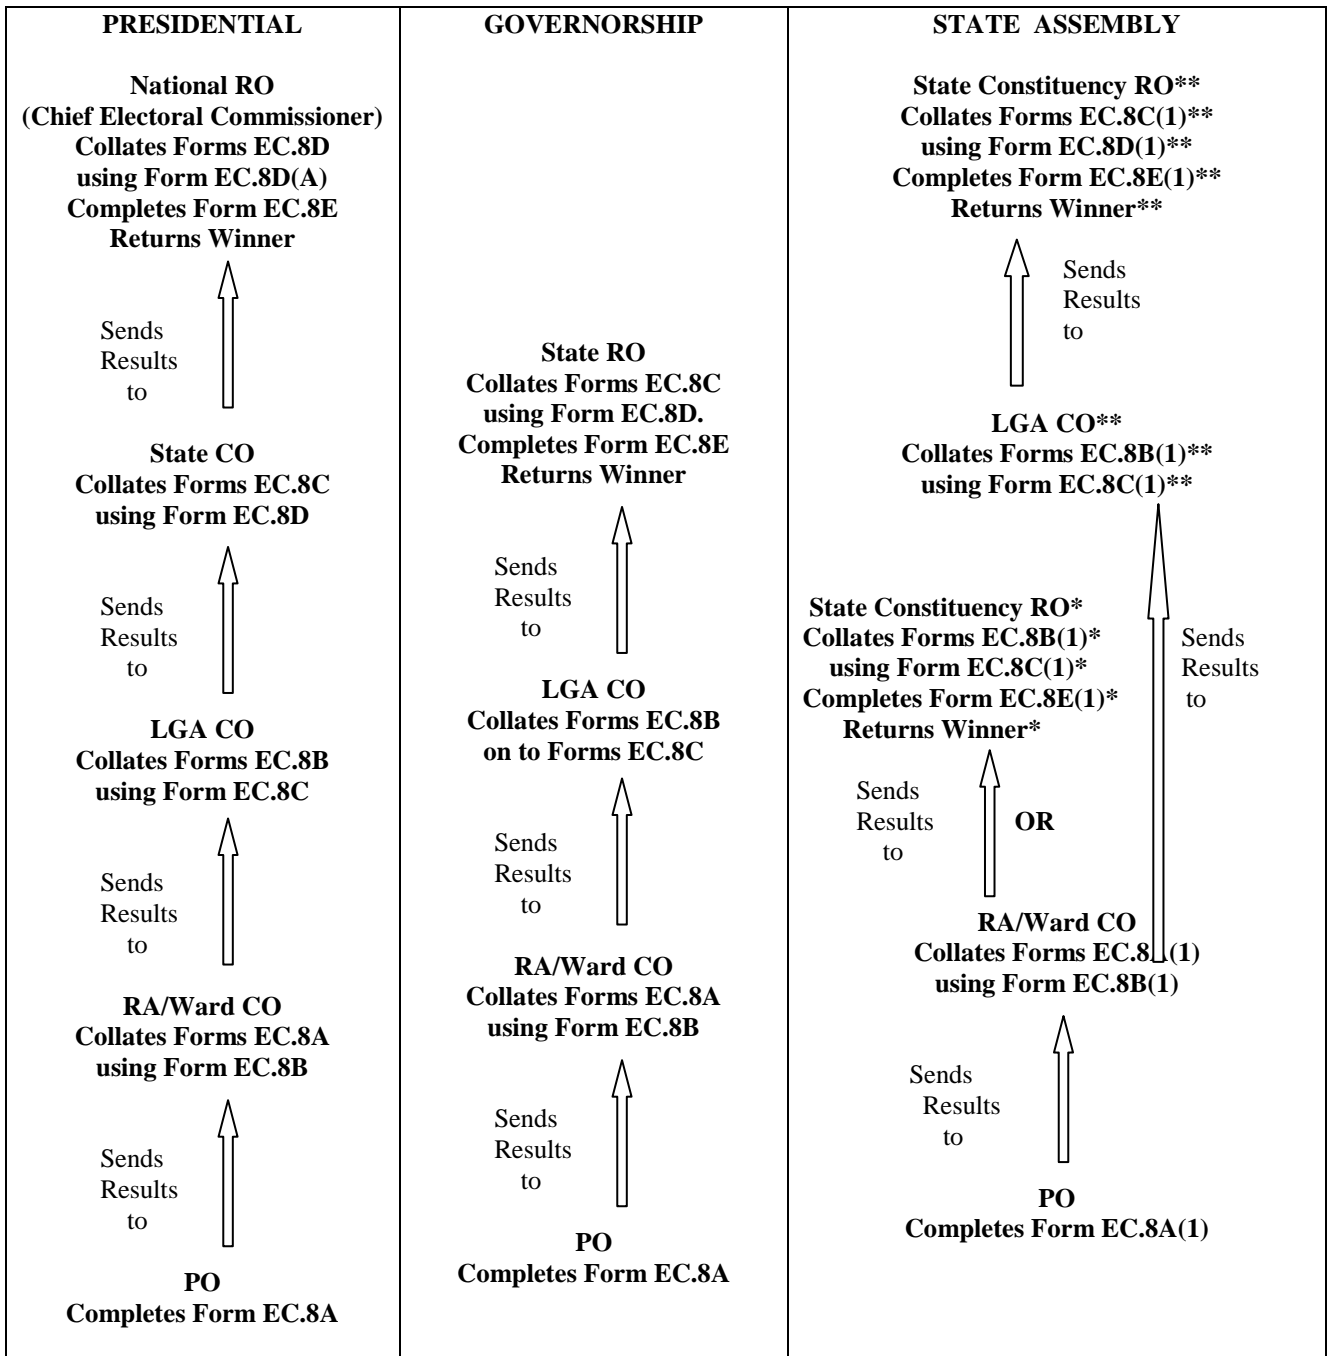 PRESIDENTIAL
National RO
(Chief Electoral Commissioner)
Collates Forms EC.8D
using Form EC.8D(A)
Completes Form EC.8E
Returns Winner
Sends
Results
to
State CO
Collates Forms EC.8C
using Form EC.8D
Sends
Results
to
LGA CO
Collates Forms EC.8B
using Form EC.8C
Sends
Results
to
RA/Ward CO
Collates Forms EC.8A
using Form EC.8B
Sends
Results
to
PO
Completes Form EC.8A
GOVERNORSHIP
State RO
Collates Forms EC.8C
using Form EC.8D.
Completes Form EC.8E
Returns Winner
Sends
Results
to
LGA CO
Collates Forms EC.8B
on to Forms EC.8C
Sends
Results
to
RA/Ward CO
Collates Forms EC.8A
using Form EC.8B
Sends
Results
to
PO
Completes Form EC.8A
STATE ASSEMBLY
State Constituency RO**
Collates Forms EC.8C(1)**
using Form EC.8D(1)**
Completes Form EC.8E(1)**
Returns Winner**
Sends
Results
to
LGA CO**
Collates Forms EC.8B(1)**
using Form EC.8C(1)**
State Constituency RO*
Collates Forms EC.8B(1)*
using Form EC.8C(1)*
Completes Form EC.8E(1)*
Returns Winner*
Sends
Results
to
Sends
Results
to
OR
RA/Ward CO
Collates Forms
using Form EC.8B(1)
Sends
Results
to
PO
Completes Form EC.8A(1)